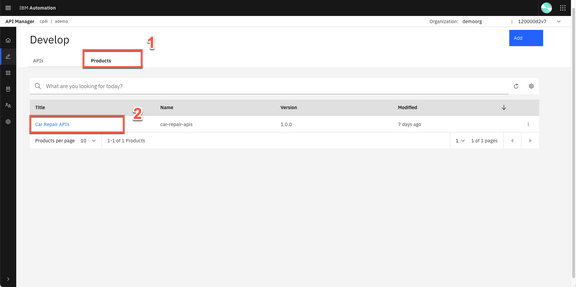 IBM Automation
API Manager cp4i | ademo Organization: demoorg 120000d2v7
Develop
Add
1
APIs Products
What are you looking for today?
Title Name Version Modified
2
Car Repair APIs car-repair-apis 1.0.0 7 days ago
Products per page 10 1-1 of 1 Products 1 1 of 1 pages